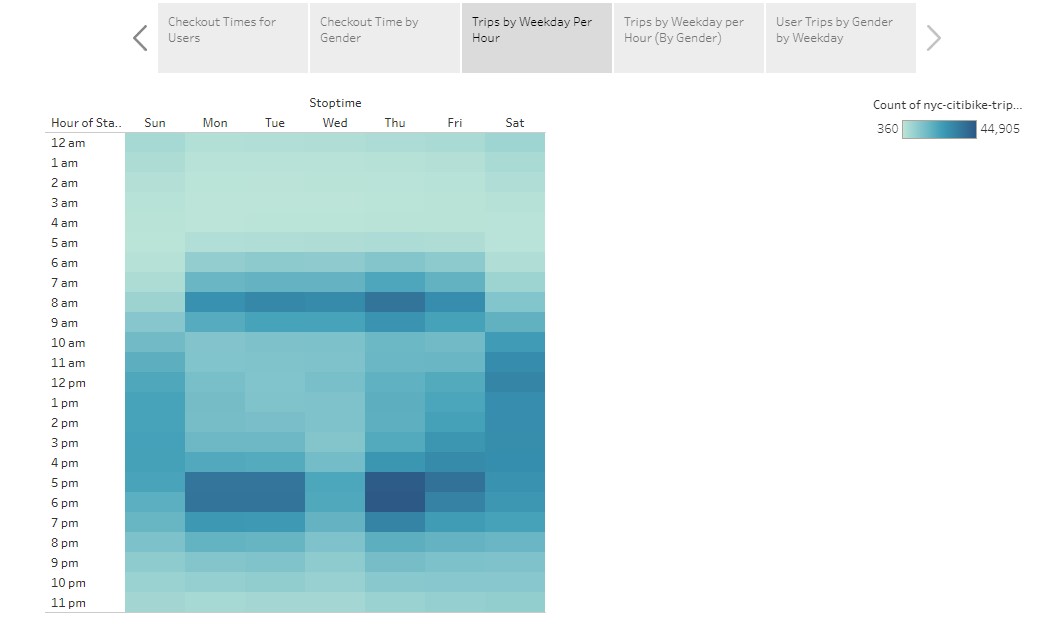 Checkout Times for
Users
Checkout Time by
Gender
Trips by Weekday Per
Hour
Trips by Weekday per
Hour (By Gender)
User Trips by Gender
by Weekday
Stoptime
Hour of Sta.. Sun Mon Tue Wed Thu Fri Sat
12 am
1 am
2 am
3 am
4 am
5 am
6 am
7 am
8 am
9 am
10 am
11 am
12 pm
1 pm
2 pm
3 pm
4 pm
5 pm
6 pm
7 pm
8 pm
9 pm
10 pm
11 pm
Count of nyc-citibike-trip...
360 44,905